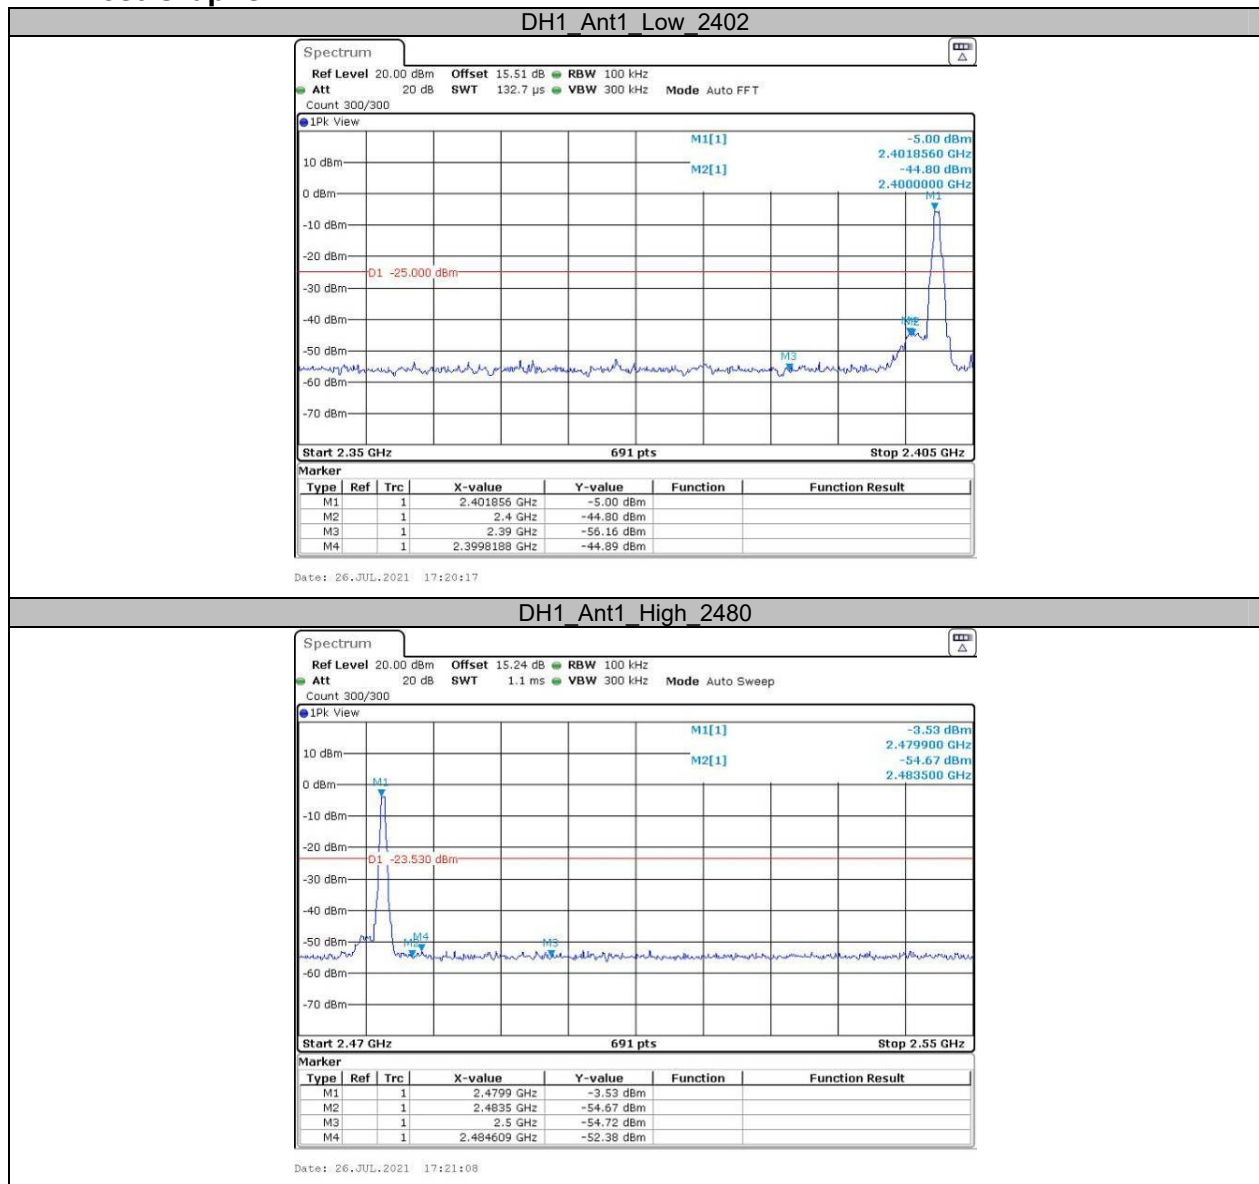 DH1_Ant1_Low_2402
Spectrum
Ref Level 20.00 dBm Offset 15.51 dB RBW 100 kHz
Att 20 dB SWT 132.7 µs VBW 300 kHz Mode Auto FFT
Count 300/300
1Pk View
M1[1] -5.00 dBm
2.4018560 GHz
M2[1] -44.80 dBm
2.4000000 GHz
10 dBm
0 dBm
M1
-10 dBm
-20 dBm
D1 -25.000 dBm
-30 dBm
-40 dBm
M2
-50 dBm
M3
-60 dBm
-70 dBm
Start 2.35 GHz 691 pts Stop 2.405 GHz
Marker
Type Ref Trc X-value Y-value Function Function Result
M1 1 2.401856 GHz -5.00 dBm
M2 1 2.4 GHz -44.80 dBm
M3 1 2.39 GHz -56.16 dBm
M4 1 2.3998188 GHz -44.89 dBm
Date: 26.JUL.2021 17:20:17
DH1_Ant1_High_2480
Spectrum
Ref Level 20.00 dBm Offset 15.24 dB RBW 100 kHz
Att 20 dB SWT 1.1 ms VBW 300 kHz Mode Auto Sweep
Count 300/300
1Pk View
M1[1] -3.53 dBm
2.479900 GHz
M2[1] -54.67 dBm
2.483500 GHz
10 dBm
0 dBm
M1
-10 dBm
-20 dBm
D1 -23.530 dBm
-30 dBm
-40 dBm
M4
-50 dBm
M2 M3
-60 dBm
-70 dBm
Start 2.47 GHz 691 pts Stop 2.55 GHz
Marker
Type Ref Trc X-value Y-value Function Function Result
M1 1 2.4799 GHz -3.53 dBm
M2 1 2.4835 GHz -54.67 dBm
M3 1 2.5 GHz -54.72 dBm
M4 1 2.484609 GHz -52.38 dBm
Date: 26.JUL.2021 17:21:08